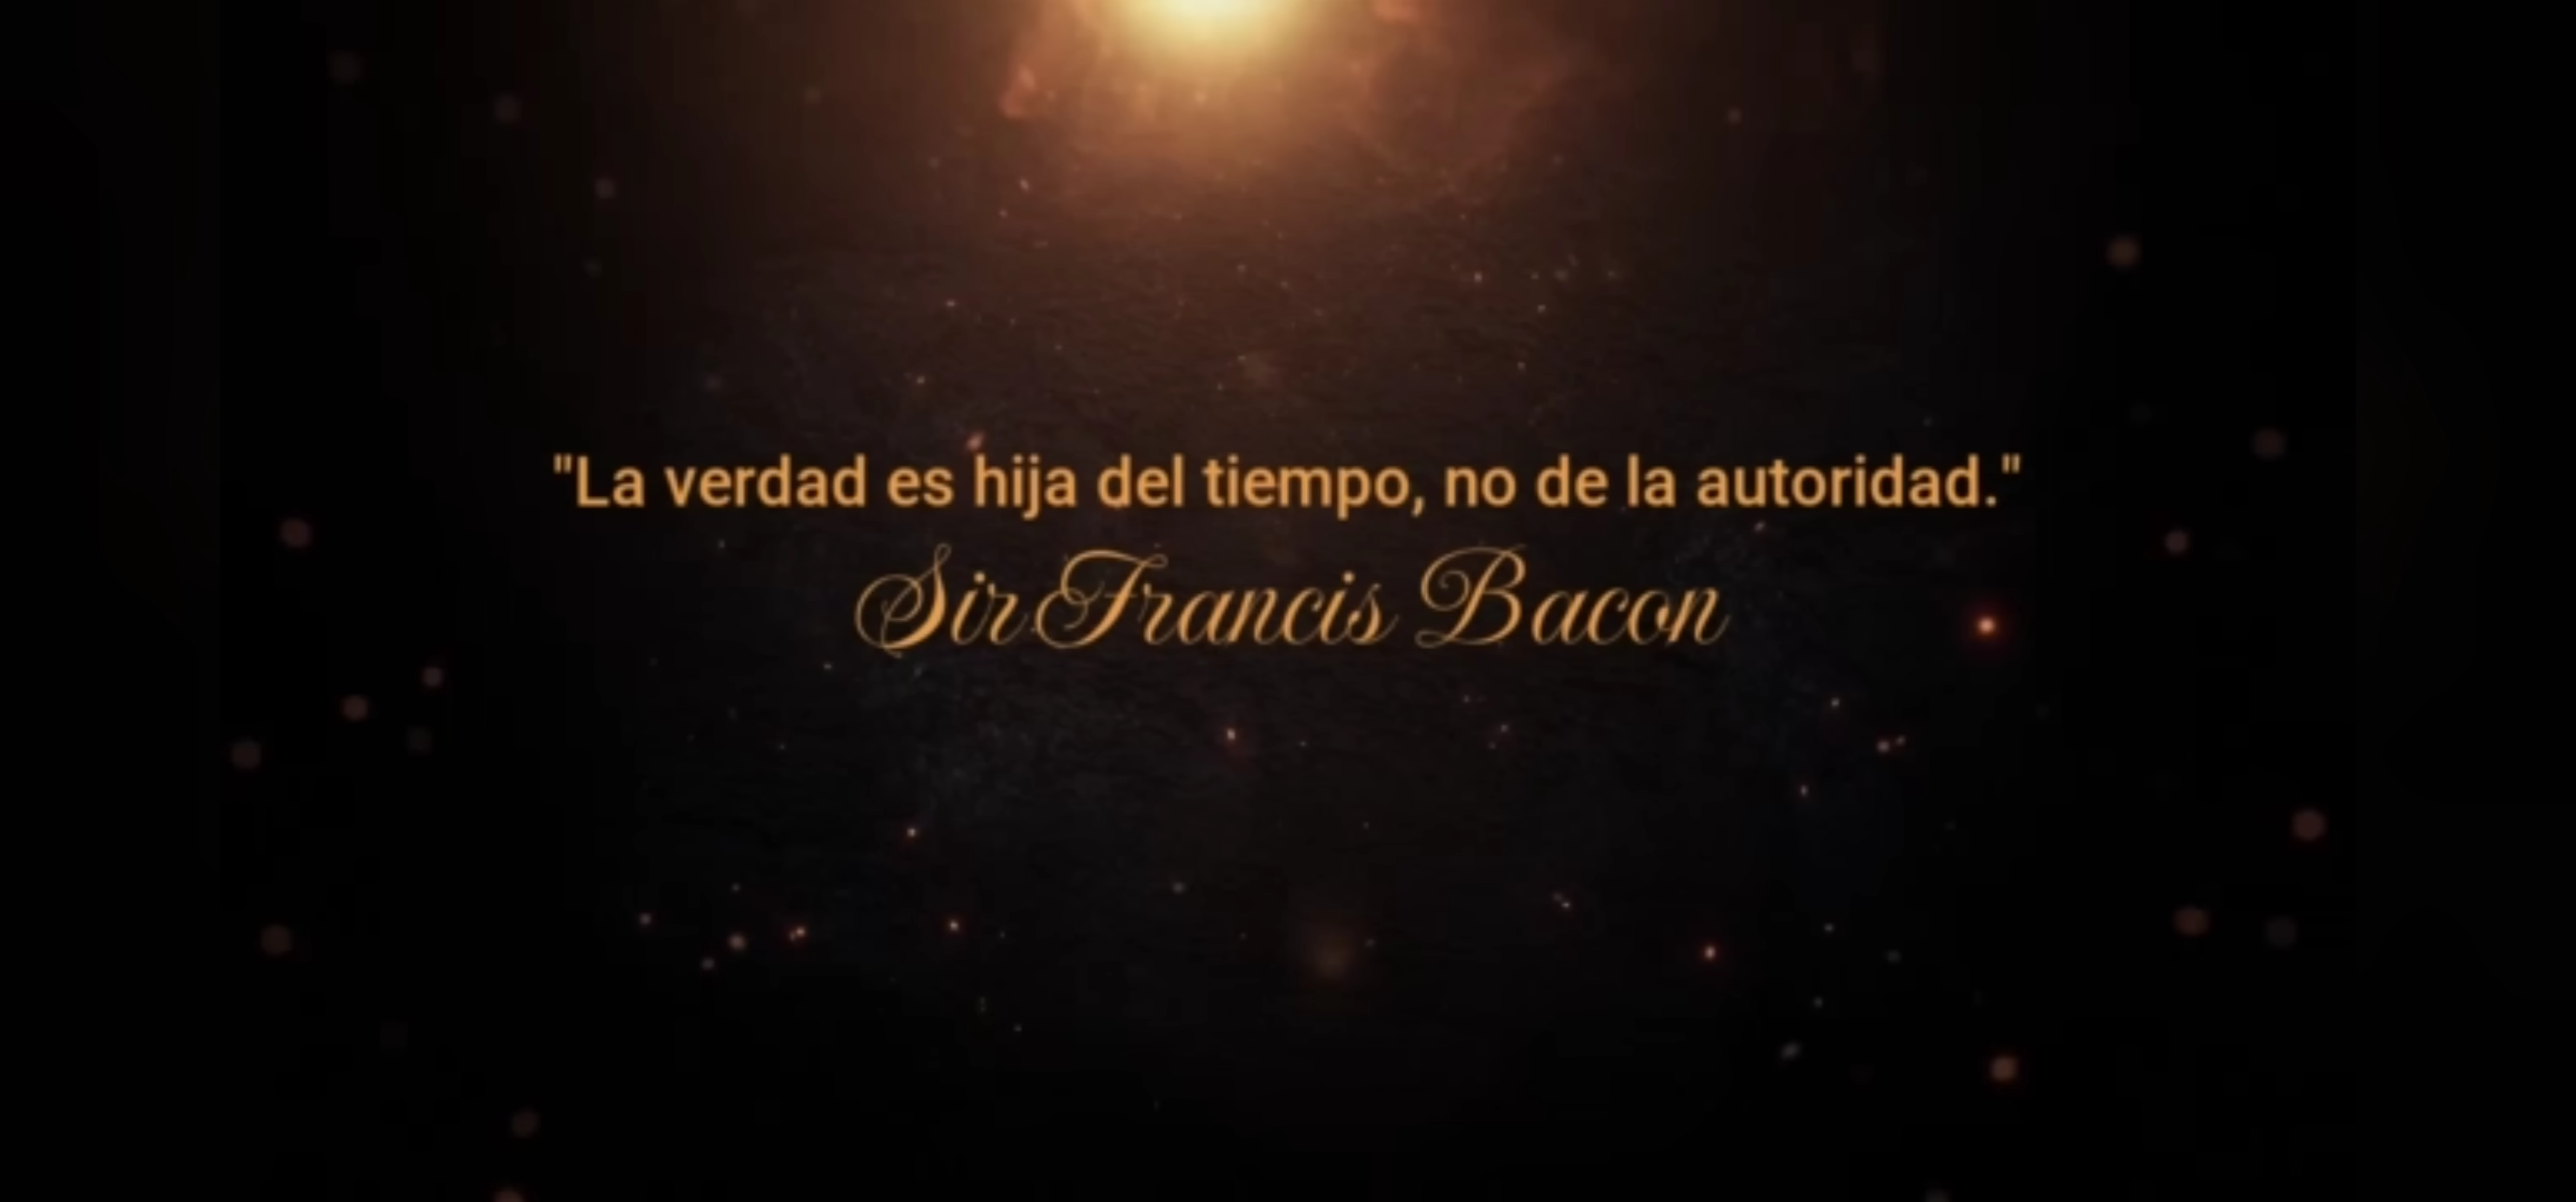 "La verdad es hija del tiempo, no de la autoridad."
Sir Francis Bacon